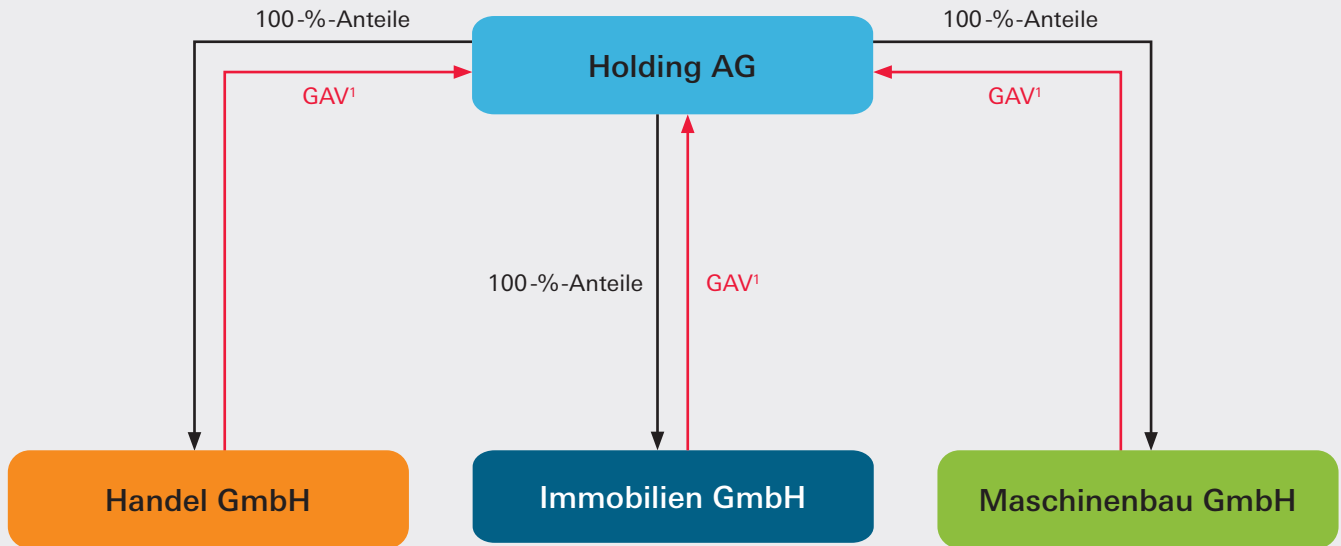 100-%-Anteile
100-%-Anteile
Holding AG
GAV¹
GAV¹
100-%-Anteile
GAV¹
Handel GmbH
Immobilien GmbH
Maschinenbau GmbH